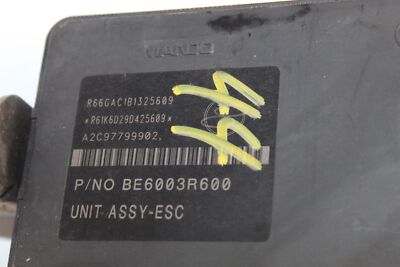 MANDO
R66GAC1B1325609
*R61K6D29D425609*
A2C97799902
P/NO BE6003R600
UNIT ASSY-ESC